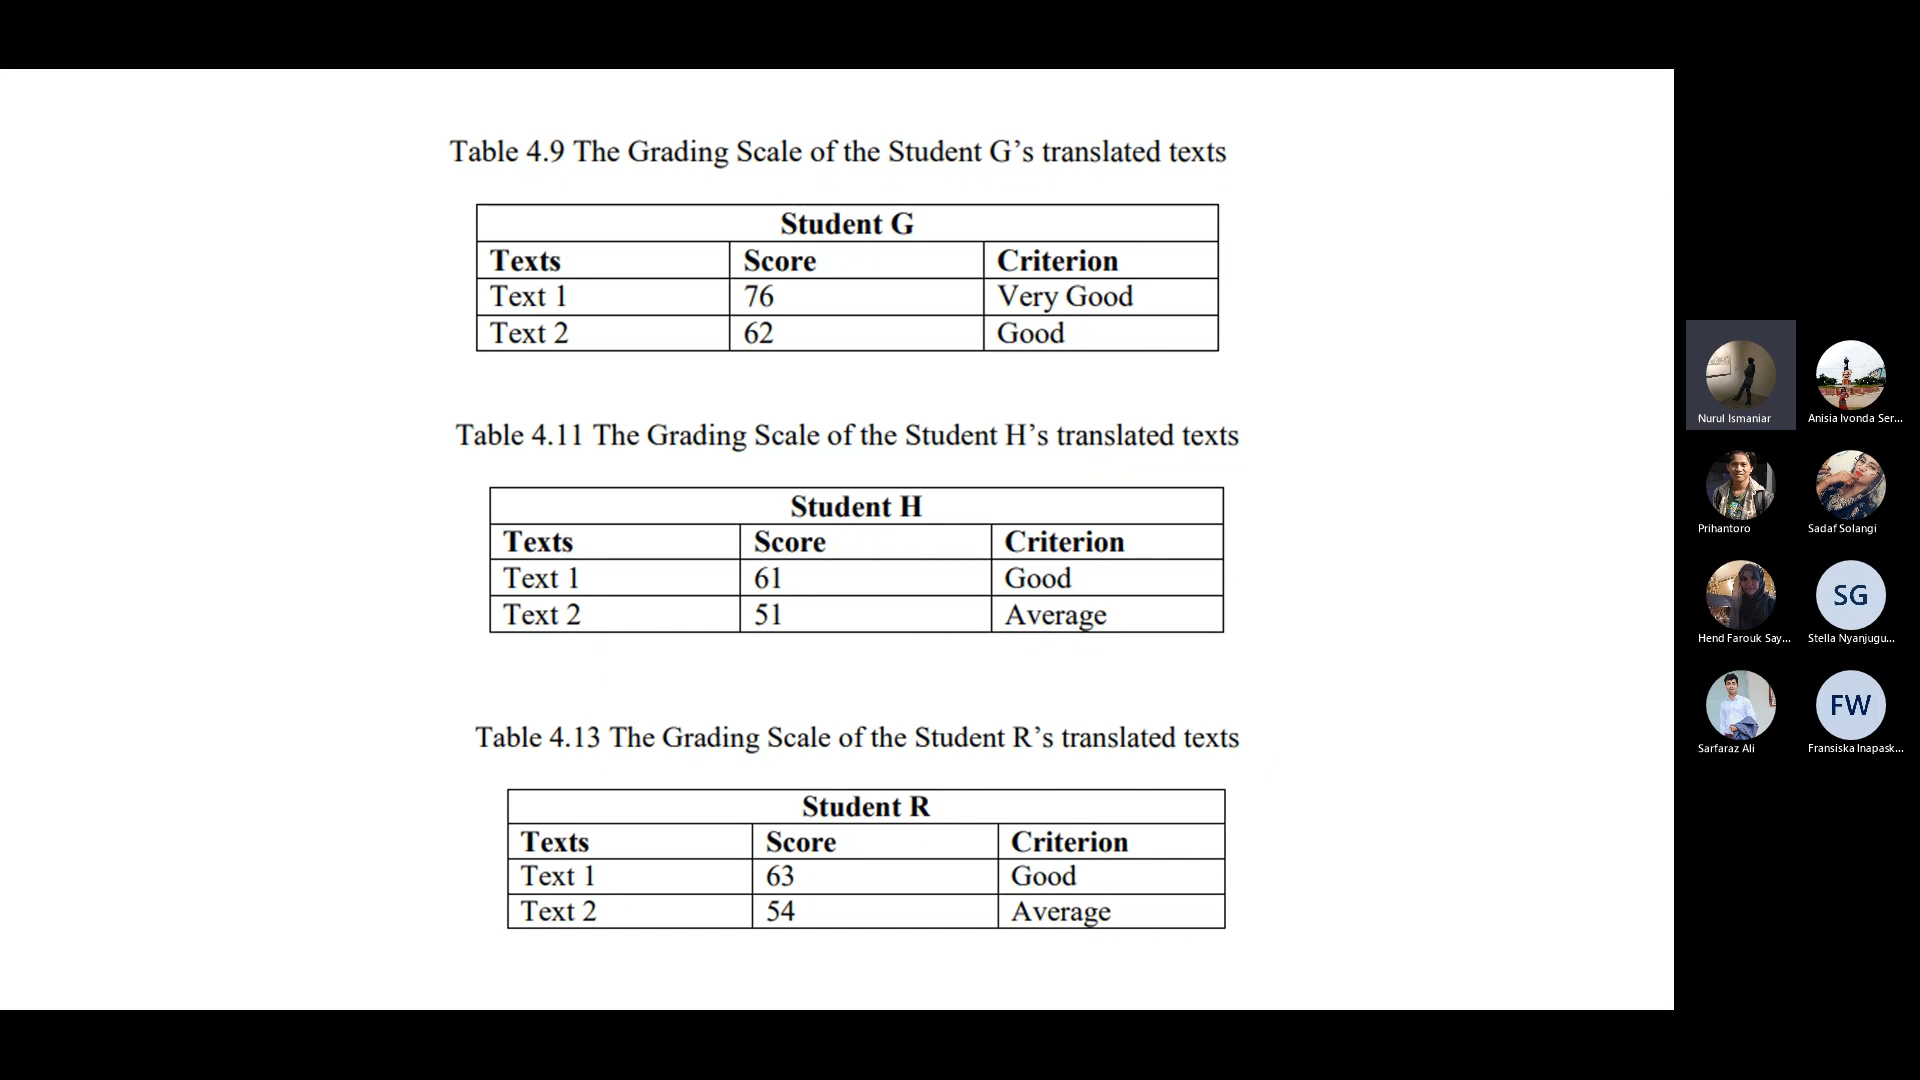 Table 4.9 The Grading Scale of the Student G’s translated texts
Student G
Texts Score Criterion
Text 1 76 Very Good
Text 2 62 Good
Table 4.11 The Grading Scale of the Student H’s translated texts
Student H
Texts Score Criterion
Text 1 61 Good
Text 2 51 Average
Table 4.13 The Grading Scale of the Student R’s translated texts
Student R
Texts Score Criterion
Text 1 63 Good
Text 2 54 Average
Nurul Ismaniar
Anisia Ivonda Ser...
Prihantoro
Sadaf Solangi
Hend Farouk Say...
SG
Stella Nyanjugu...
Sarfaraz Ali
FW
Fransiska Inapask...